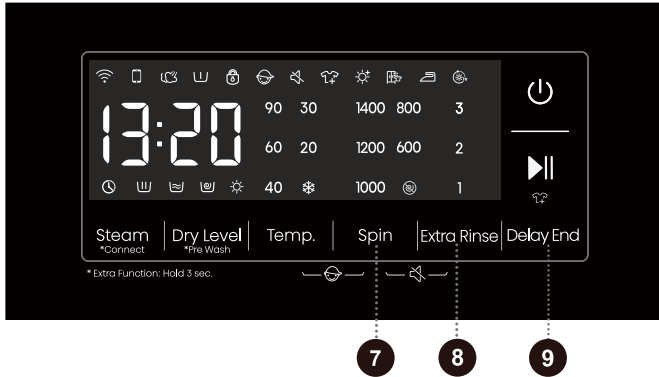 90 30 1400 800 3
13:20
60 20 1200 600 2
40 1000 1
Steam Dry Level Temp. Spin Extra Rinse Delay End
*Connect *Pre Wash
* Extra Function: Hold 3 sec.
7 8 9